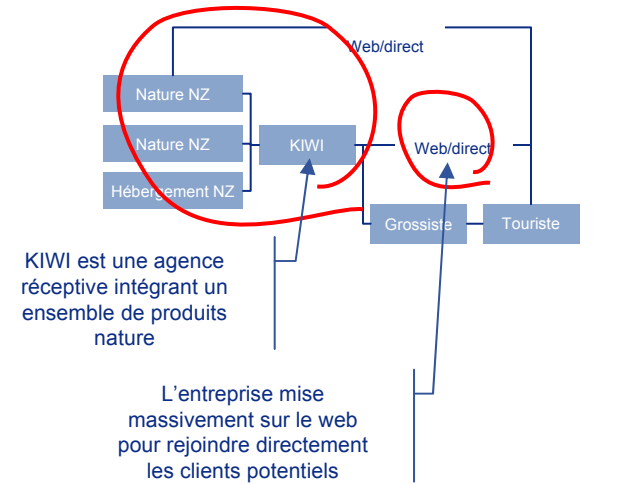 Web/direct
Nature NZ
Nature NZ
KIWI
Web/direct
Hébergement NZ
Grossiste
Touriste
KIWI est une agence
réceptive intégrant un
ensemble de produits
nature
L'entreprise mise
massivement sur le web
pour rejoindre directement
les clients potentiels